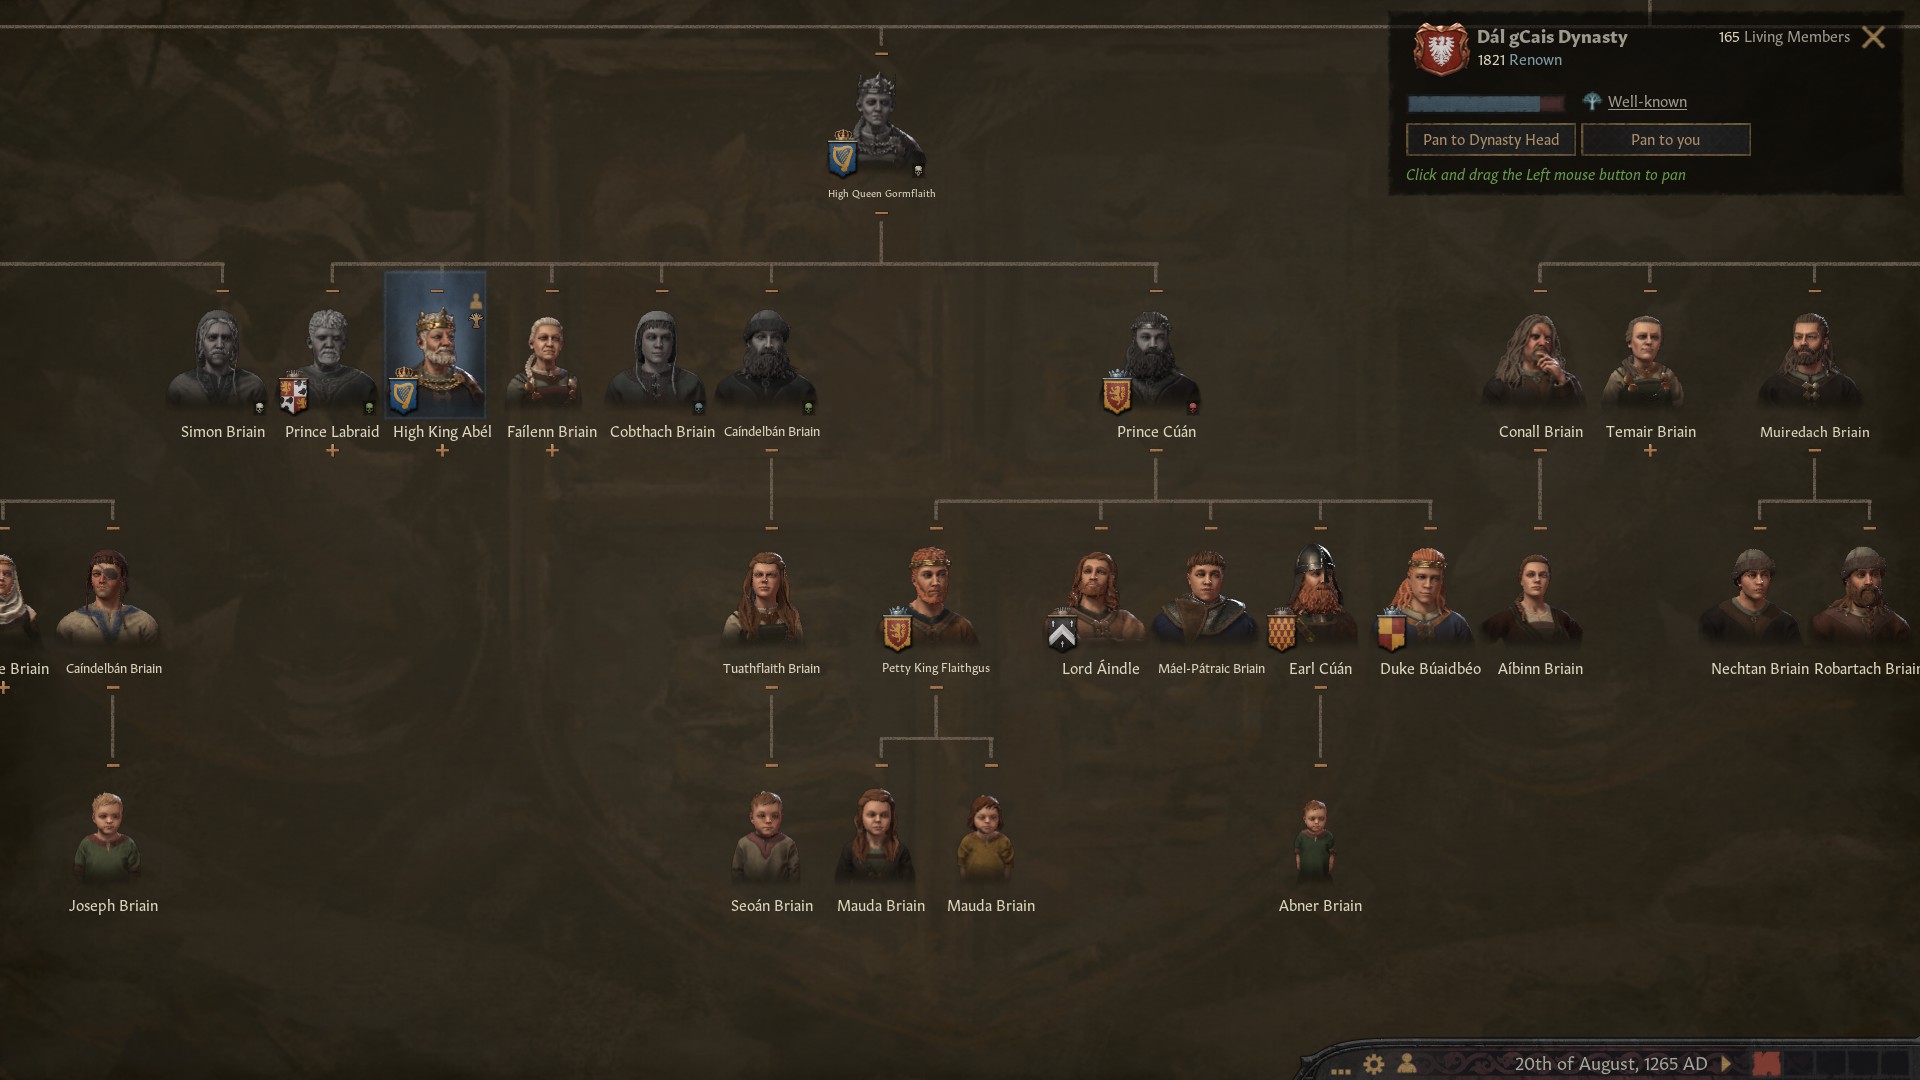 Dál gCais Dynasty
165 Living Members
1821 Renown
Well-known
Pan to Dynasty Head
Pan to you
Click and drag the Left mouse button to pan
High Queen Gormflaith
Simon Briain
Prince Labraid
High King Abél
Faílenn Briain
Cobthach Briain
Caíndelbán Briain
Prince Cúán
Conall Briain
Temair Briain
Muiredach Briain
e Briain
Caíndelbán Briain
Tuathflaith Briain
Petty King Flaithgus
Lord Áindle
Máel-Pátraic Briain
Earl Cúán
Duke Búaidbéo
Aíbinn Briain
Nechtan Briain
Robartach Briain
Joseph Briain
Seoán Briain
Mauda Briain
Mauda Briain
Abner Briain
20th of August, 1265 AD